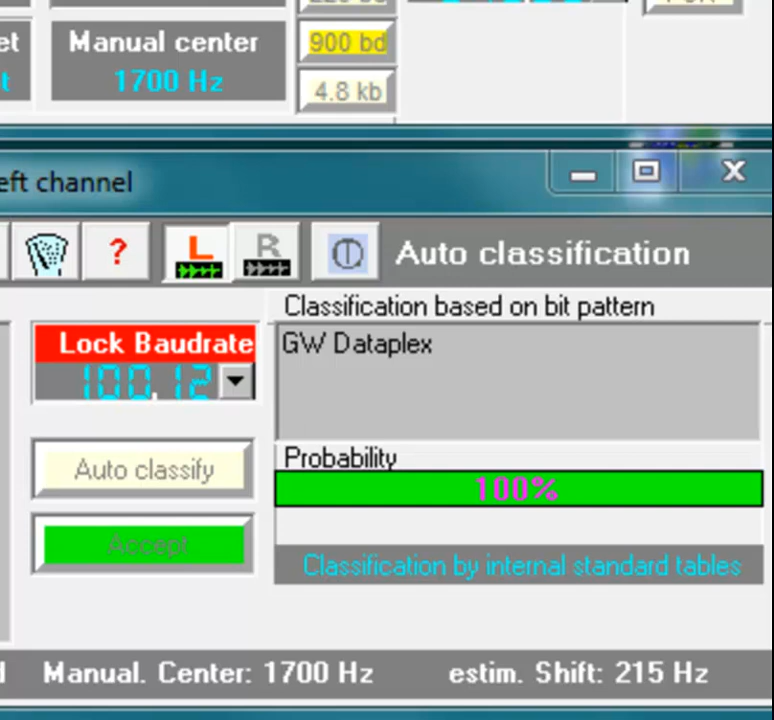 et
Manual center
900 bd
t
1700 Hz
4.8 kb
eft channel
?
L
R
Auto classification
Classification based on bit pattern
Lock Baudrate
GW Dataplex
100.12
Auto classify
Probability
100%
Accept
Classification by internal standard tables
Manual. Center: 1700 Hz
estim. Shift: 215 Hz